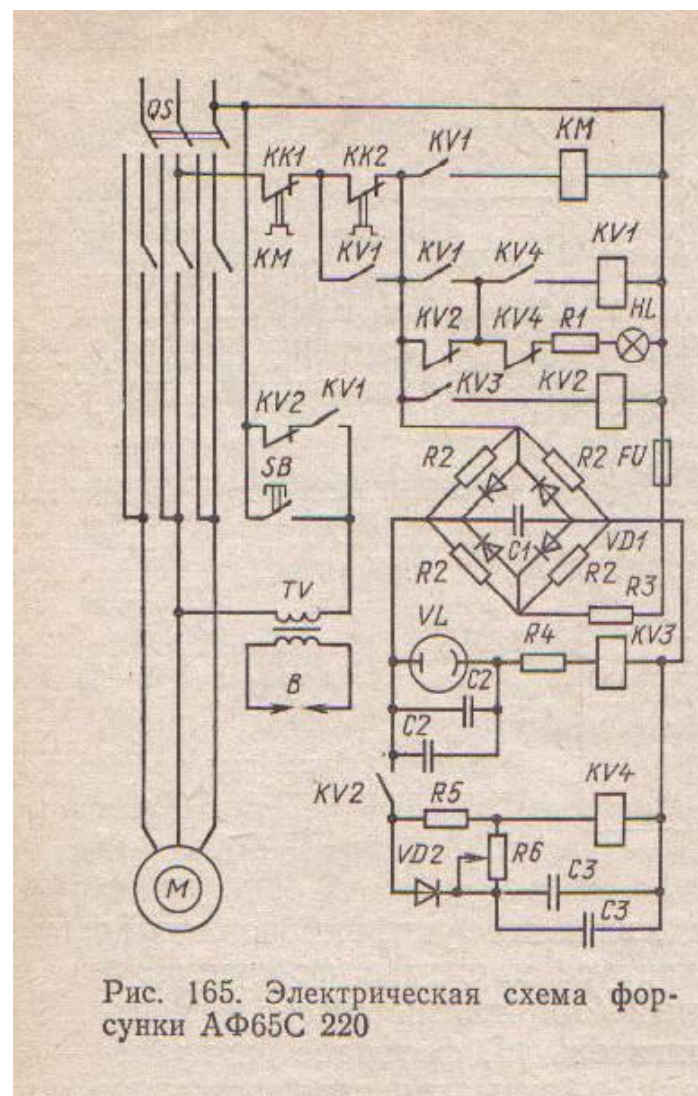 QS
KK1 KK2 KV1 KM
KM KV1 KV1 KV4 KV1
KV2 KV4 R1 HL
KV2 KV1 KV3 KV2
SB R2 R2 FU
C1 VD1
R2 R2 R3
TV VL R4 KV3
B C2
C2
KV2 R5 KV4
VD2 R6 C3
M C3
Рис. 165. Электрическая схема фор-
сунки АФ65С 220